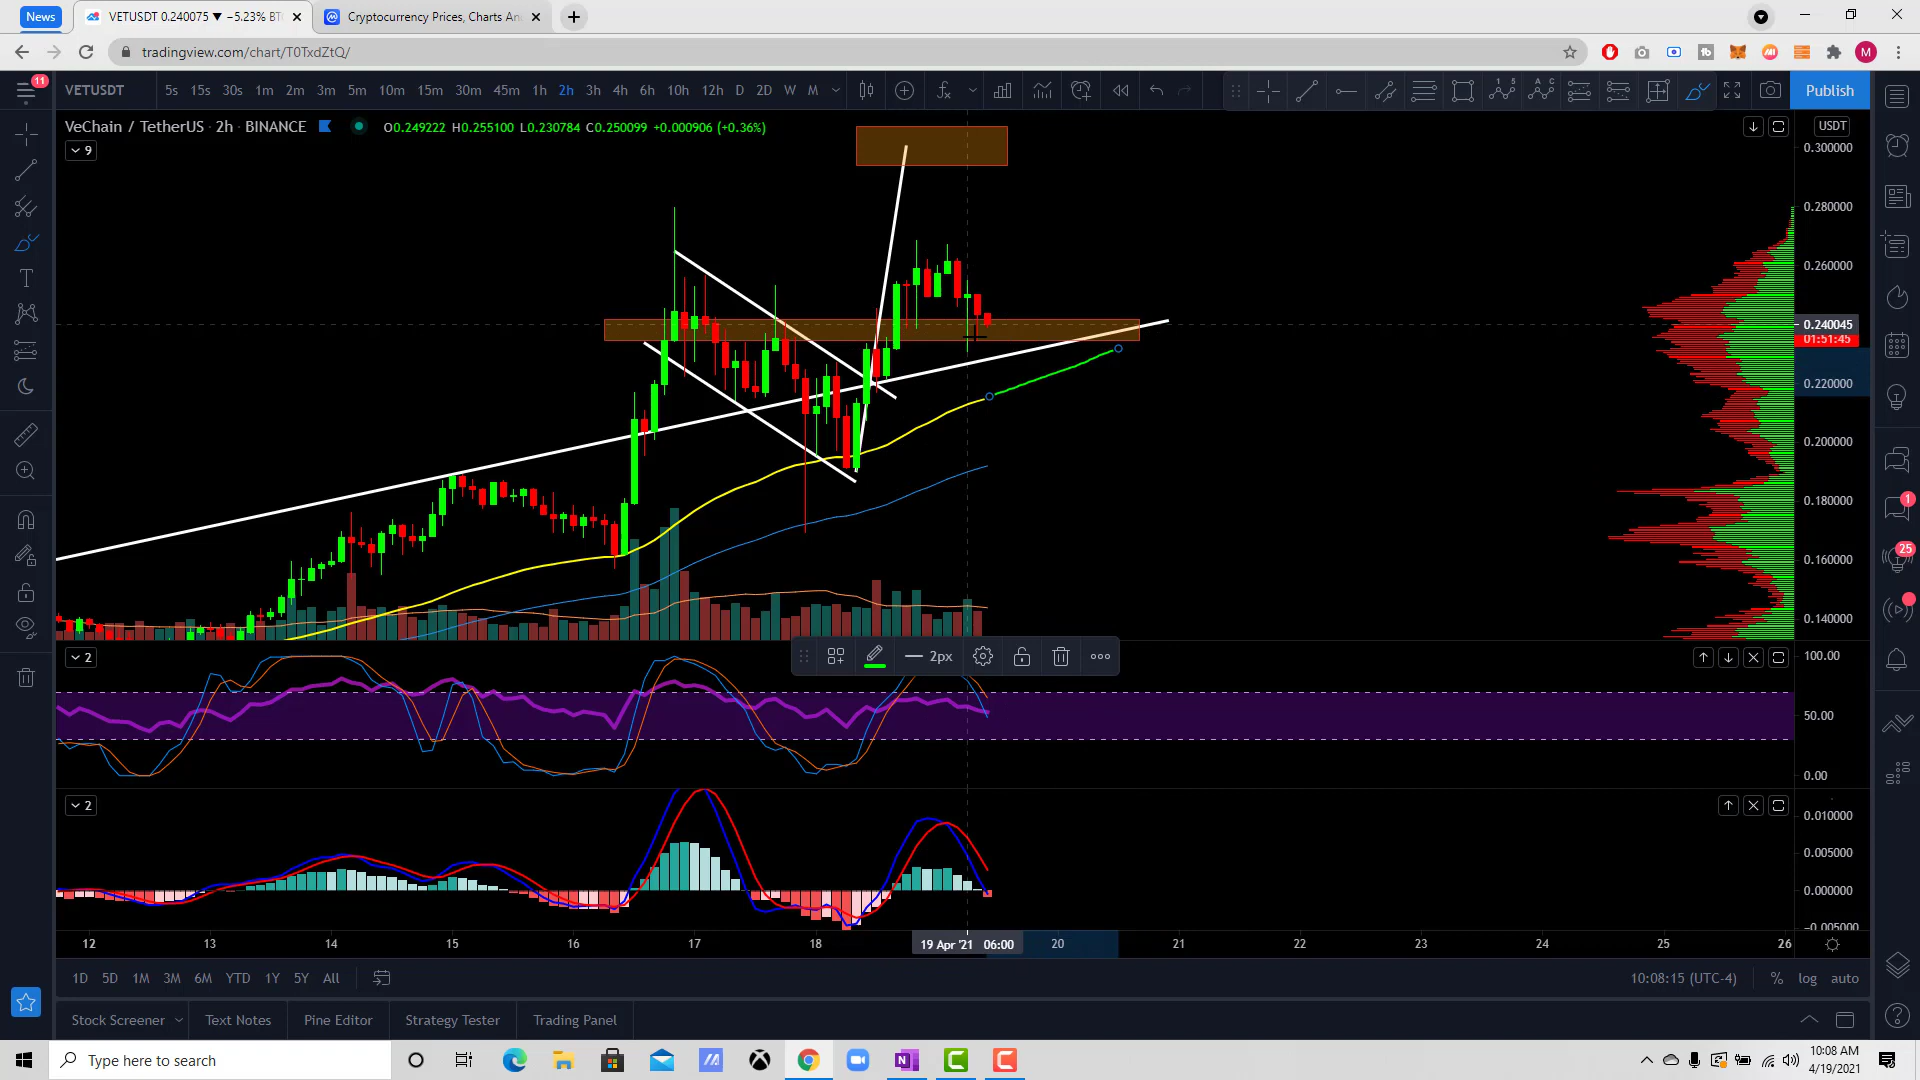 News
VETUSDT 0.240075 ▼ −5.23% BT
Cryptocurrency Prices, Charts An
tradingview.com/chart/T0TxdZtQ/
11
VETUSDT
5s 15s 30s 1m 2m 3m 5m 10m 15m 30m 45m 1h 2h 3h 4h 6h 10h 12h D 2D W M
Publish
VeChain / TetherUS · 2h · BINANCE
O0.249222 H0.255100 L0.230784 C0.250099 +0.000906 (+0.36%)
9
USDT
0.300000
0.280000
0.260000
0.240045
01:51:45
0.220000
0.200000
0.180000
0.160000
0.140000
2px
2
100.00
50.00
0.00
2
0.010000
0.005000
0.000000
−0.005000
12 13 14 15 16 17 18 19 Apr '21 06:00 20 21 22 23 24 25 26
1D 5D 1M 3M 6M YTD 1Y 5Y All
10:08:15 (UTC-4) % log auto
Stock Screener Text Notes Pine Editor Strategy Tester Trading Panel
1
25
M
Type here to search
10:08 AM
4/19/2021